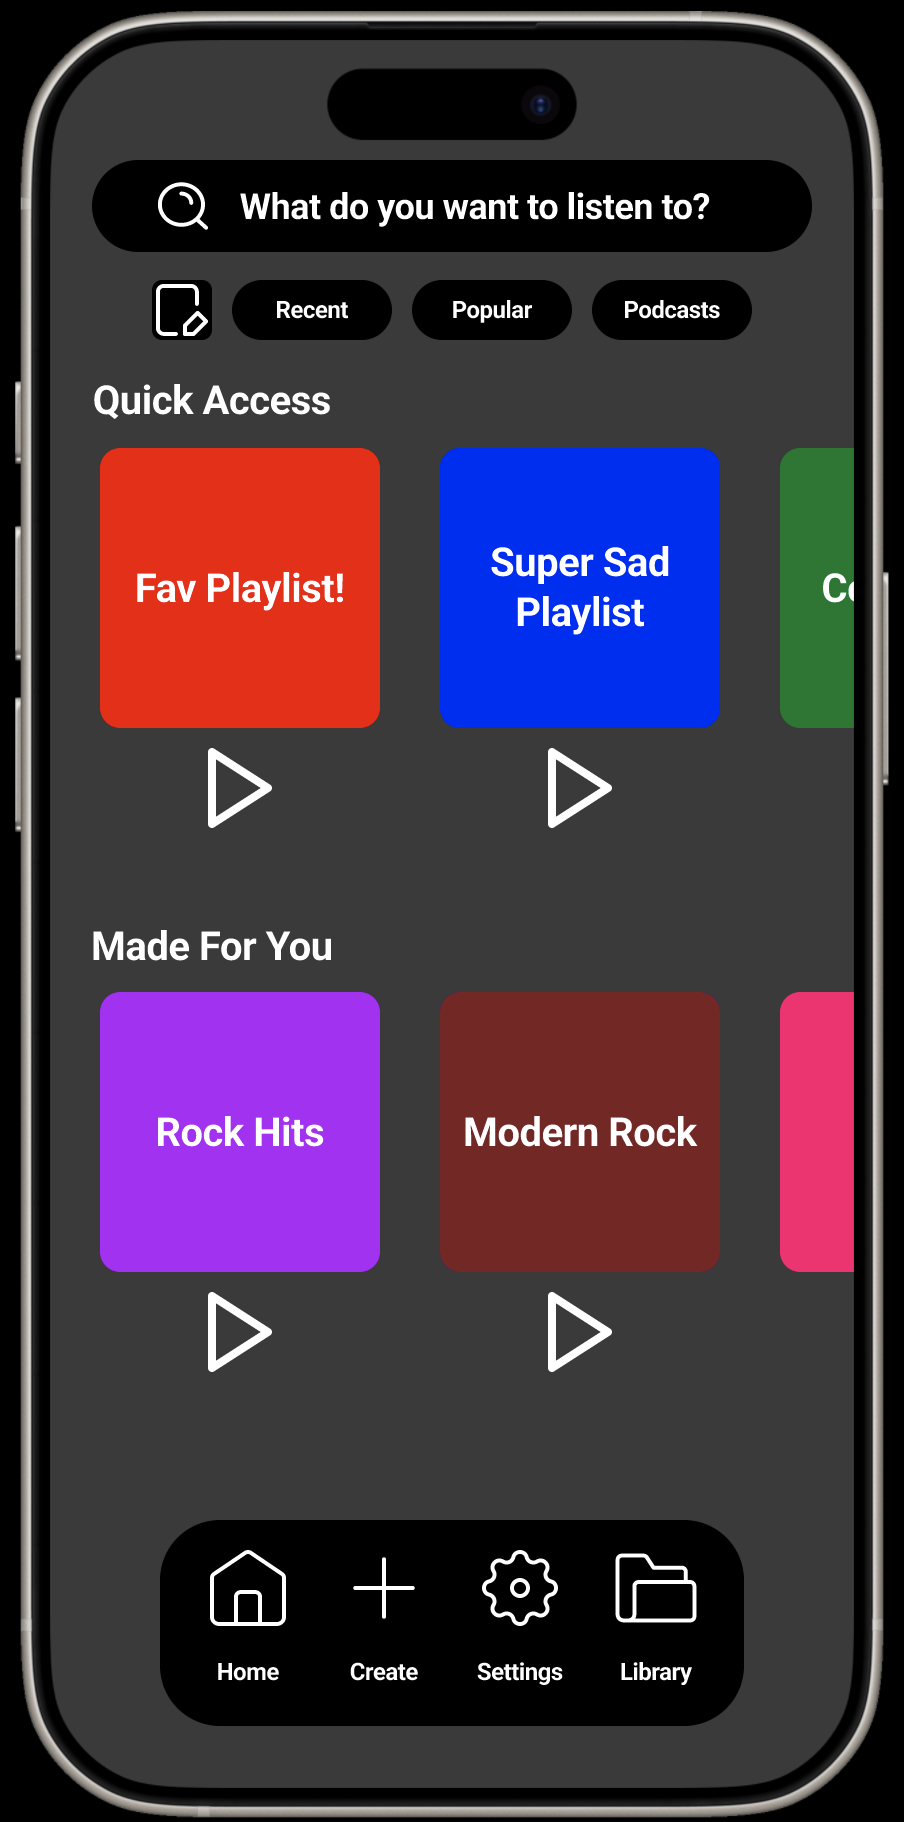 What do you want to listen to?
Recent
Popular
Podcasts
Quick Access
Fav Playlist!
Super Sad
Playlist
Made For You
Rock Hits
Modern Rock
Home
Create
Settings
Library